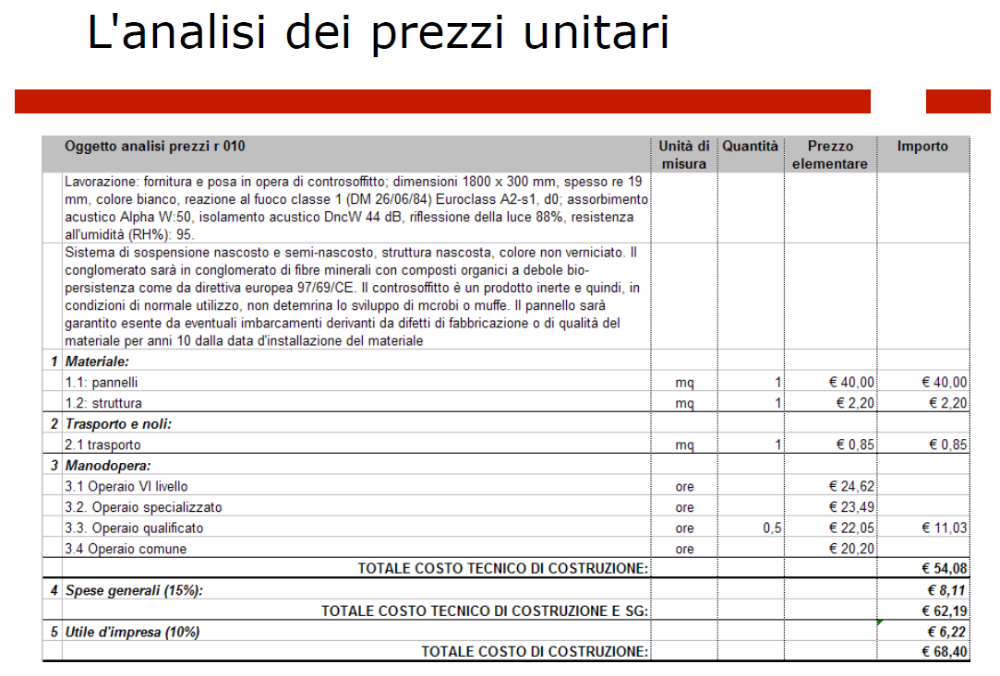 L'analisi dei prezzi unitari
Oggetto analisi prezzi r 010 Unità di misura Quantità Prezzo elementare Importo
Lavorazione: fornitura e posa in opera di controsoffitto; dimensioni 1800 x 300 mm, spesso re 19
mm, colore bianco, reazione al fuoco classe 1 (DM 26/06/84) Euroclass A2-s1, d0; assorbimento
acustico Alpha W:50, isolamento acustico DncW 44 dB, riflessione della luce 88%, resistenza
all'umidità (RH%): 95.
Sistema di sospensione nascosto e semi-nascosto, struttura nascosta, colore non verniciato. Il
conglomerato sarà in conglomerato di fibre minerali con composti organici a debole bio-
persistenza come da direttiva europea 97/69/CE. Il controsoffitto è un prodotto inerte e quindi, in
condizioni di normale utilizzo, non detemrina lo sviluppo di mcrobi o muffe. Il pannello sarà
garantito esente da eventuali imbarcamenti derivanti da difetti di fabbricazione o di qualità del
materiale per anni 10 dalla data d'installazione del materiale
1 Materiale:
1.1: pannelli mq 1 € 40,00 € 40,00
1.2: struttura mq 1 € 2,20 € 2,20
2 Trasporto e noli:
2.1 trasporto mq 1 € 0,85 € 0,85
3 Manodopera:
3.1 Operaio VI livello ore € 24,62
3.2. Operaio specializzato ore € 23,49
3.3. Operaio qualificato ore 0,5 € 22,05 € 11,03
3.4 Operaio comune ore € 20,20
TOTALE COSTO TECNICO DI COSTRUZIONE: € 54,08
4 Spese generali (15%): € 8,11
TOTALE COSTO TECNICO DI COSTRUZIONE E SG: € 62,19
5 Utile d'impresa (10%) € 6,22
TOTALE COSTO DI COSTRUZIONE: € 68,40